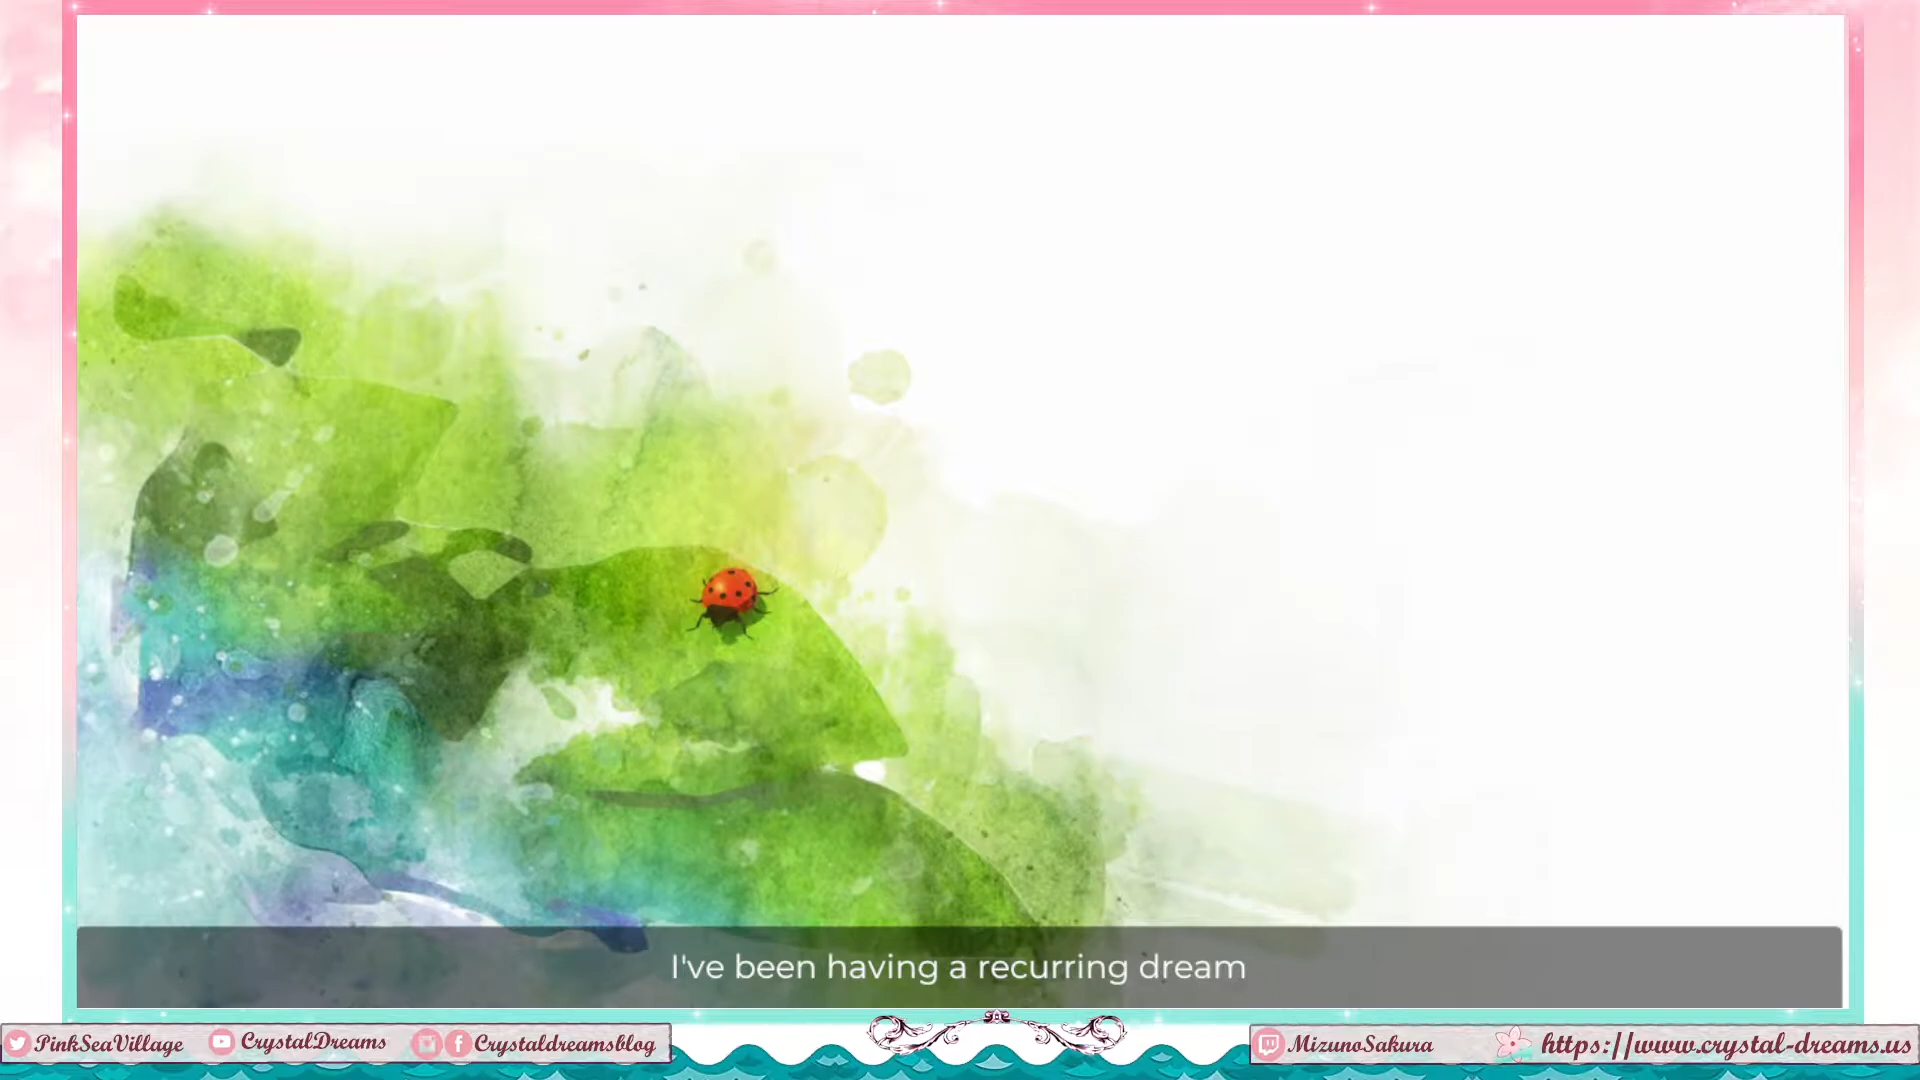 I've been having a recurring dream
PinkSeaVillage CrystalDreams Crystaldreamsblog MizunoSakura https://www.crystal-dreams.us